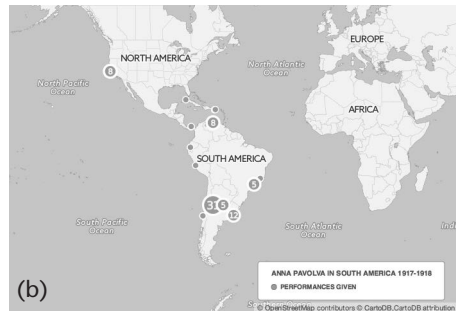 EUROPE
NORTH AMERICA
North Atlantic
Ocean
North Pacific
Ocean
8
AFRICA
8
SOUTH AMERICA
5
31
5
12
South Pacific
Ocean
South Atlantic
Ocean
Indi
ANNA PAVOLVA IN SOUTH AMERICA 1917-1918
PERFORMANCES GIVEN
(b)
© OpenStreetMap contributors © CartoDB, CartoDB attribution